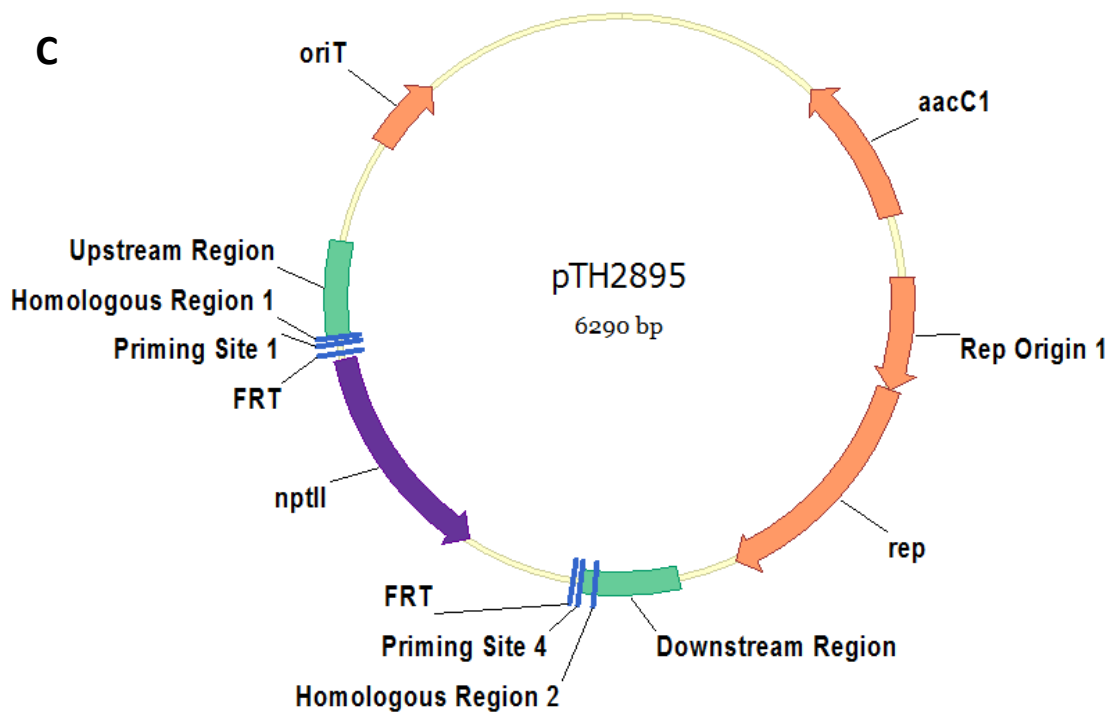 C
oriT
aacC1
Upstream Region
Homologous Region 1
Priming Site 1
FRT
pTH2895
6290 bp
Rep Origin 1
nptII
rep
FRT
Priming Site 4
Homologous Region 2
Downstream Region